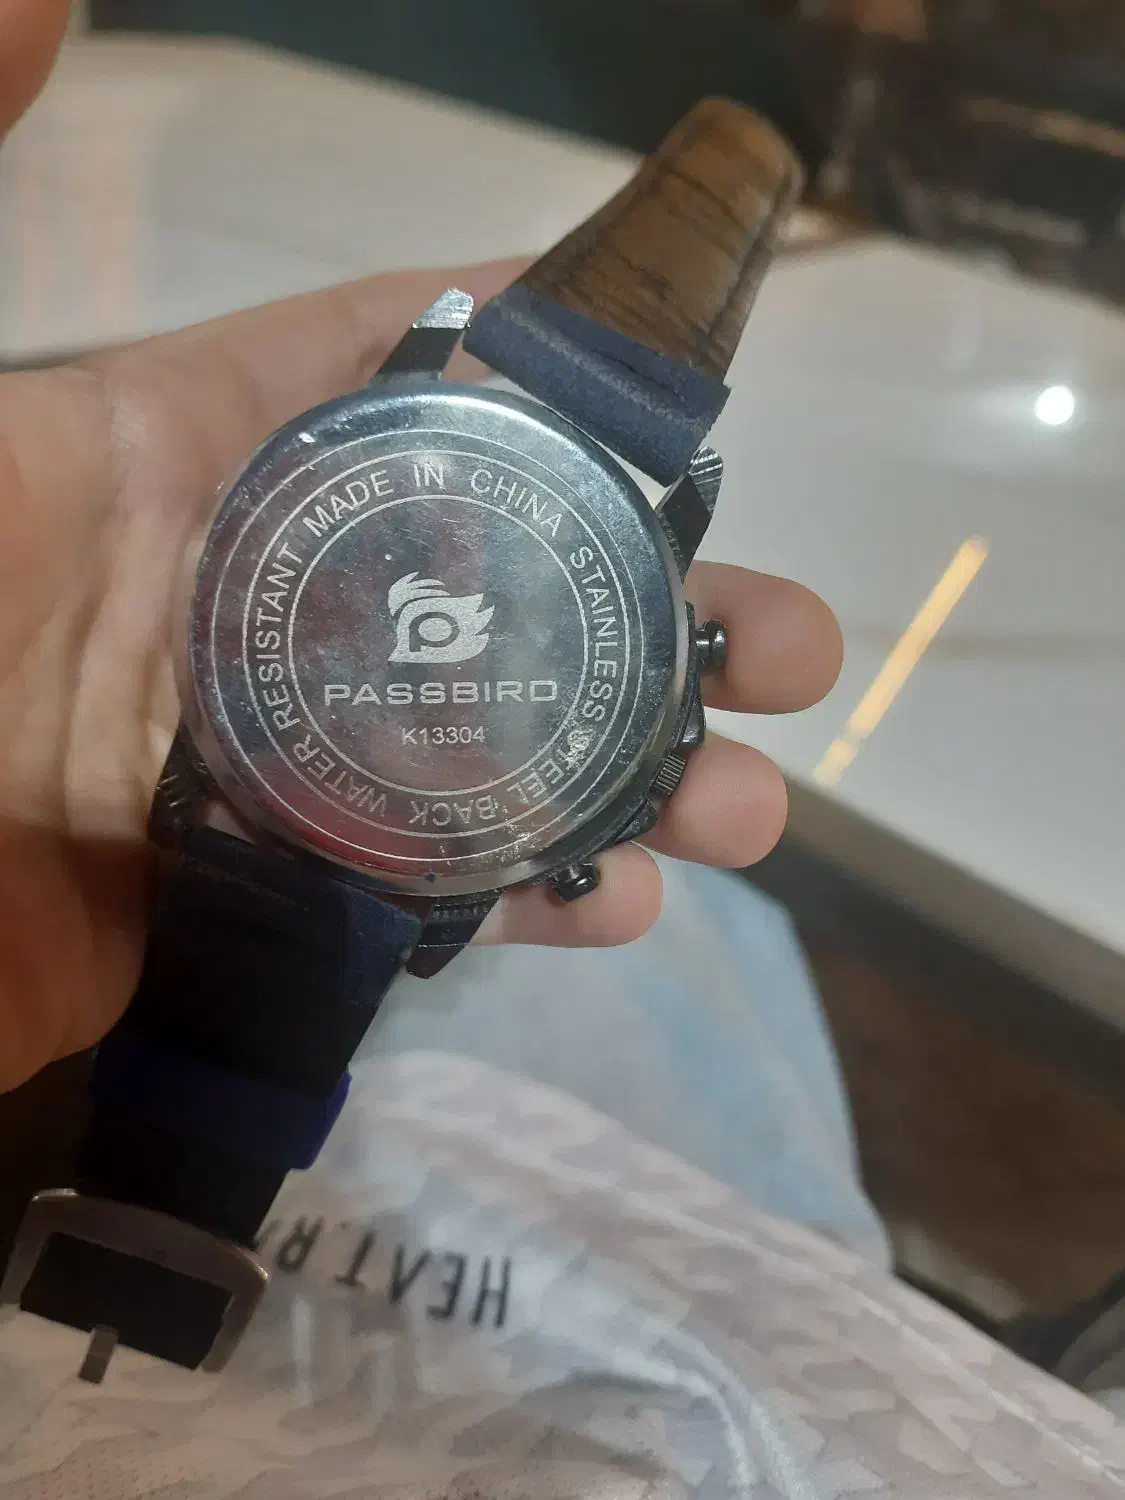 MADE IN CHINA STAINLESS STEEL BACK WATER RESISTANT
P
PASSBIRD
K13304
HEAT.R